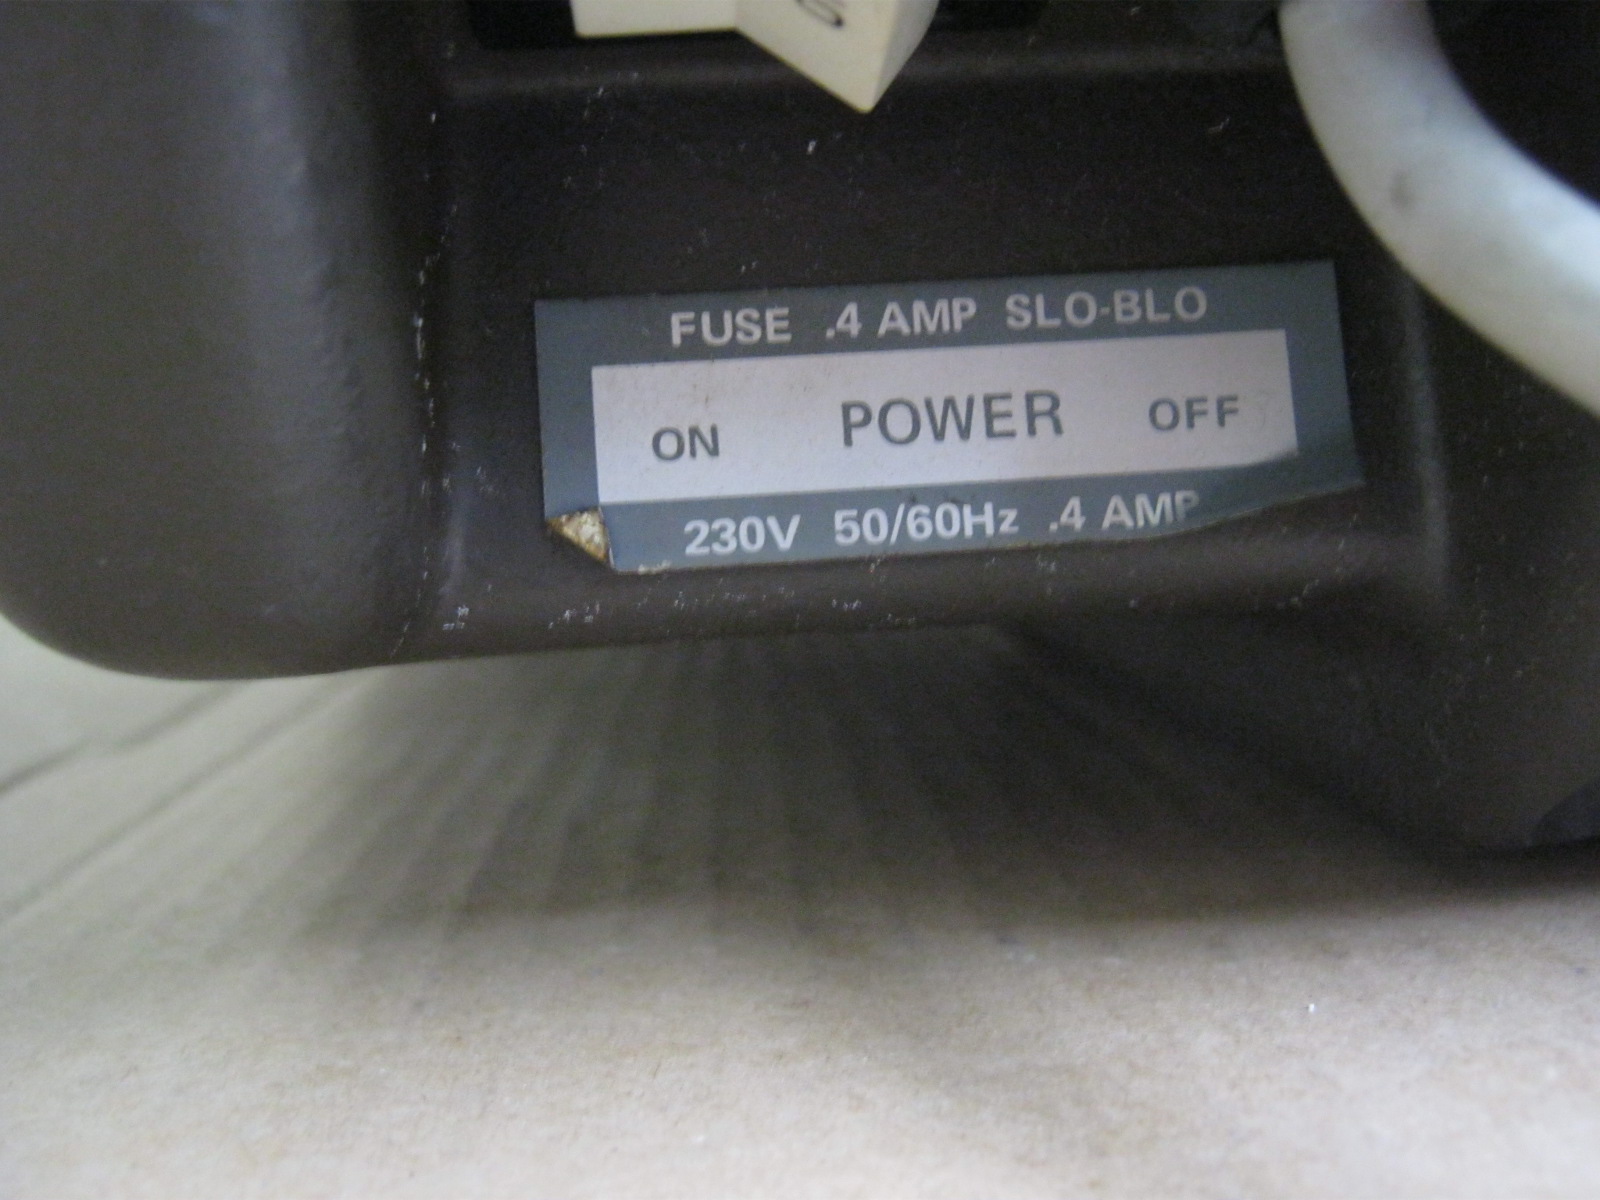 FUSE .4 AMP SLO-BLO
ON POWER OFF
230V 50/60Hz .4 AMP